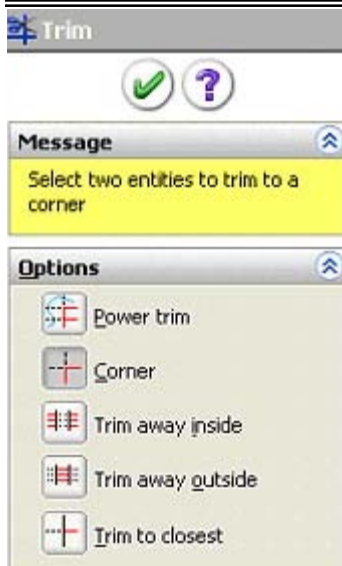 Trim
Message
Select two entities to trim to a
corner
Options
Power trim
Corner
Trim away inside
Trim away outside
Trim to closest